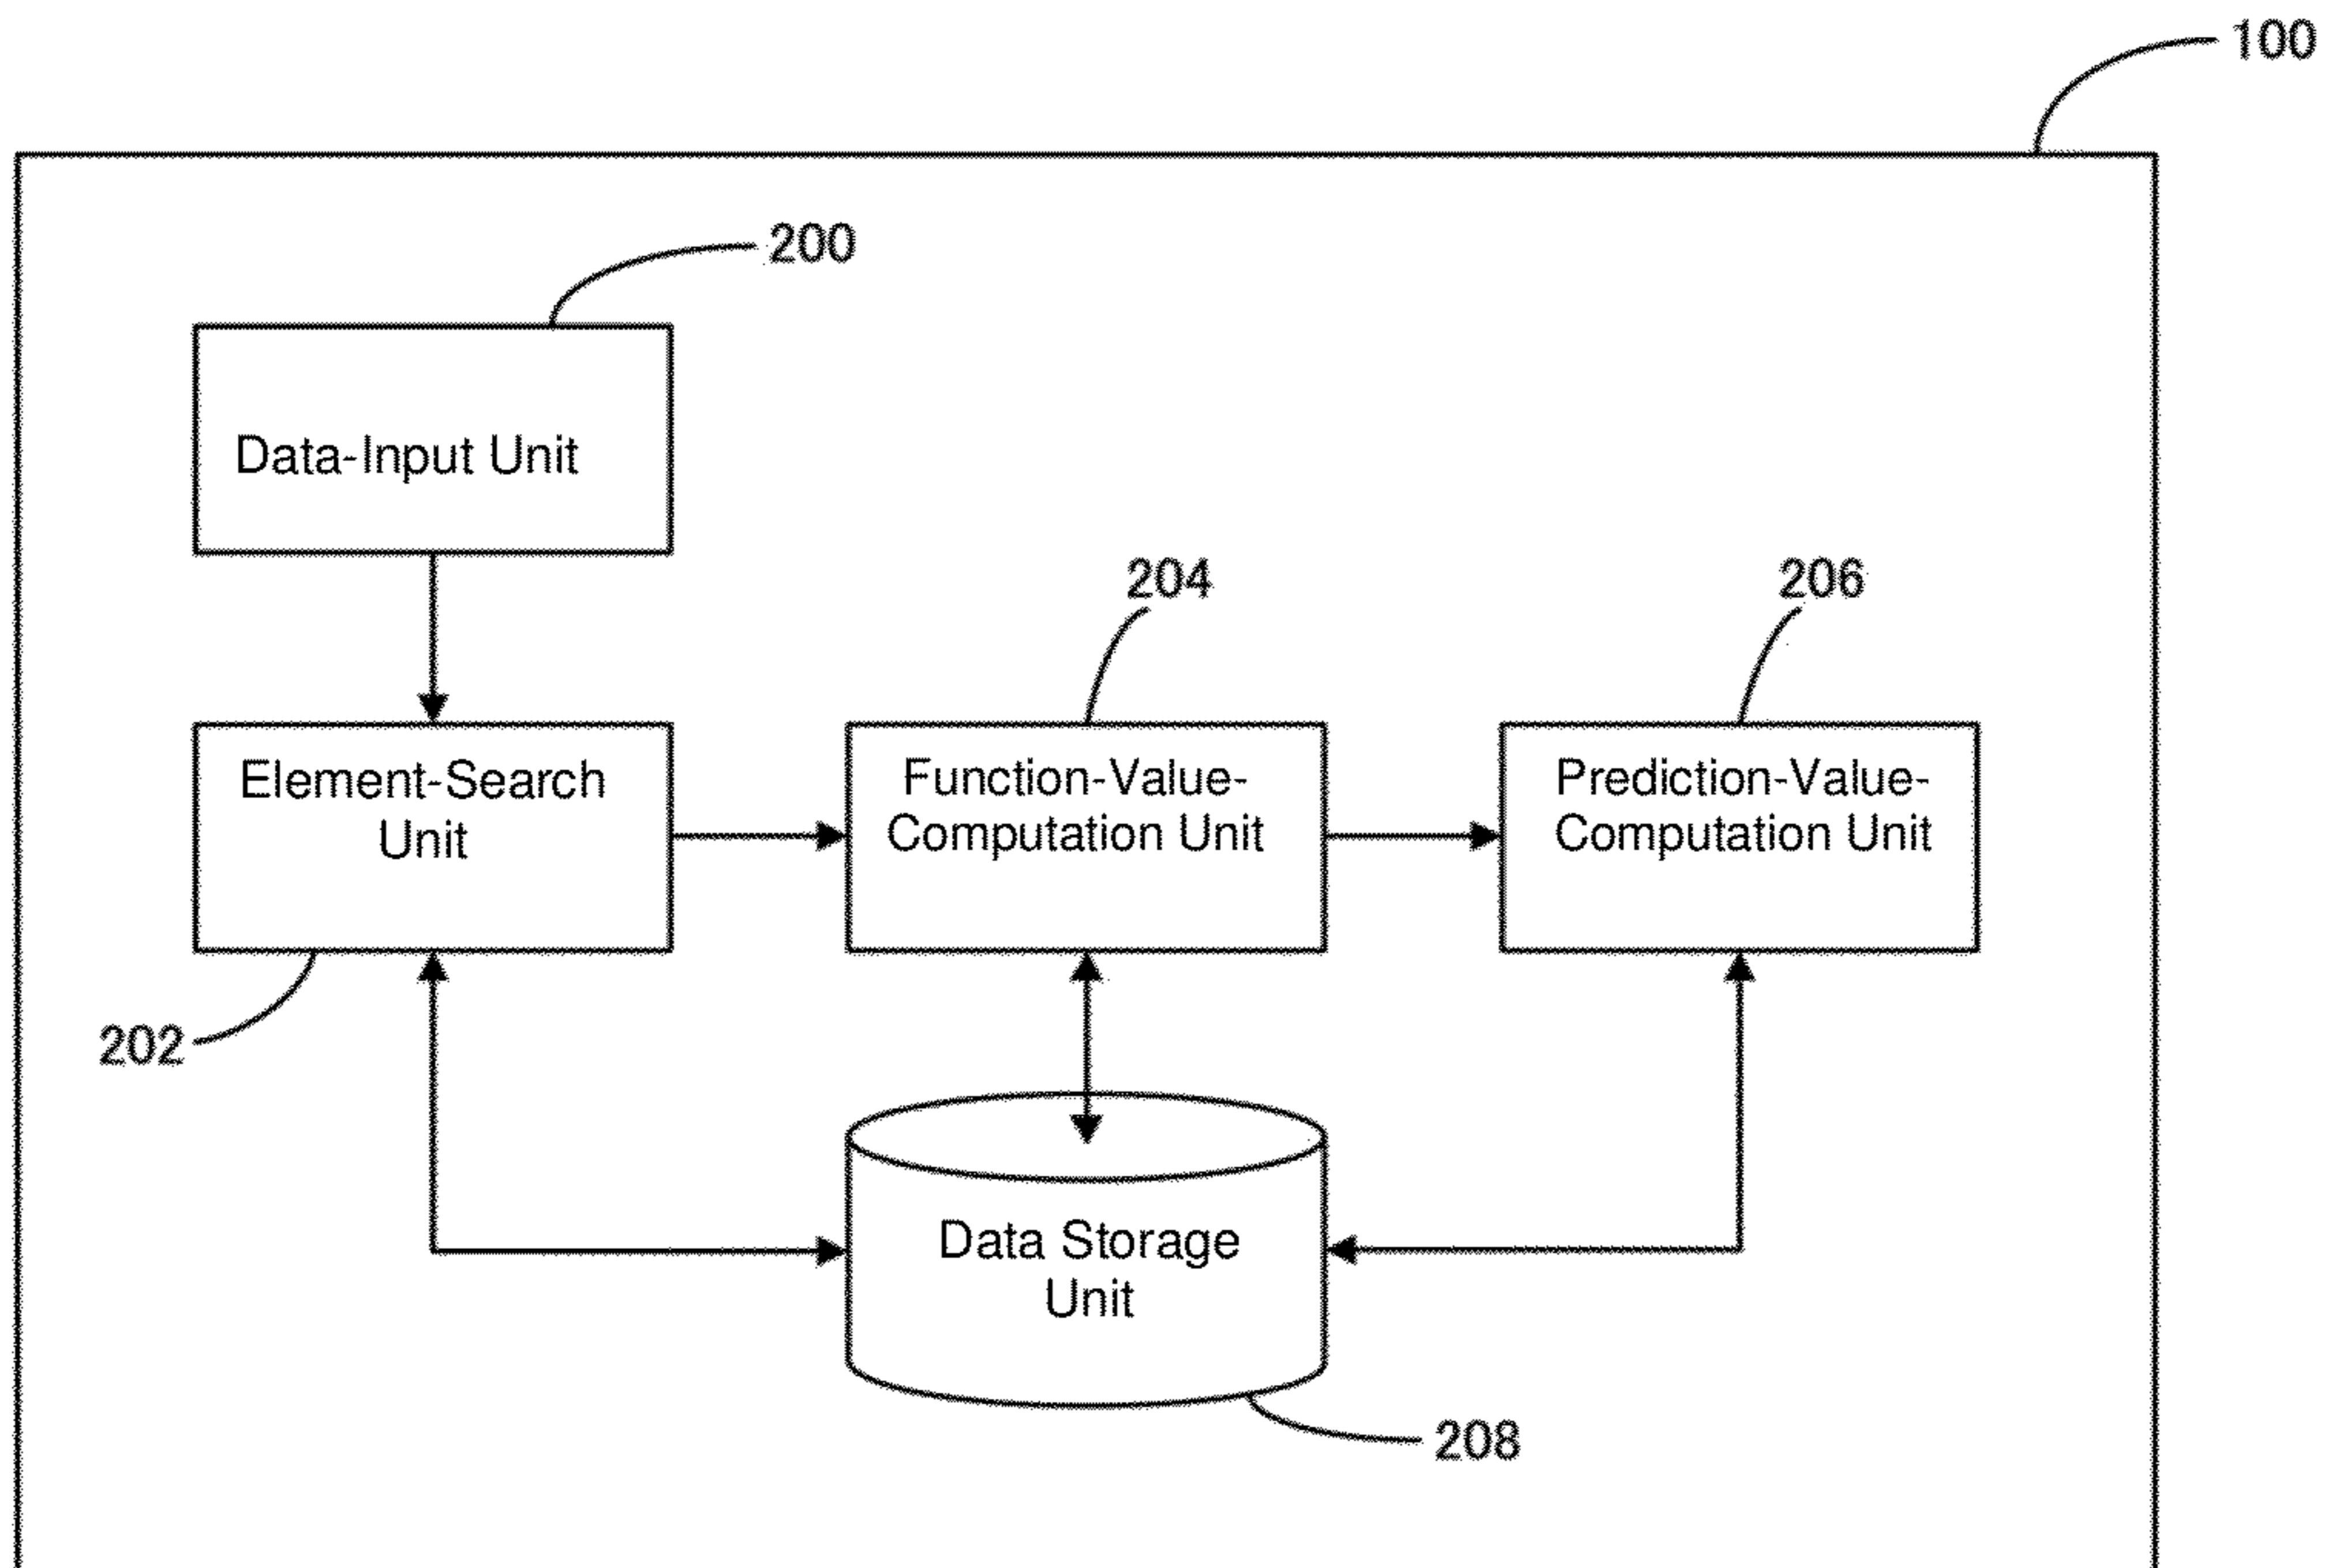 100
200
Data-Input Unit
204
206
Element-Search
Unit
Function-Value-
Computation Unit
Prediction-Value-
Computation Unit
202
Data Storage
Unit
208